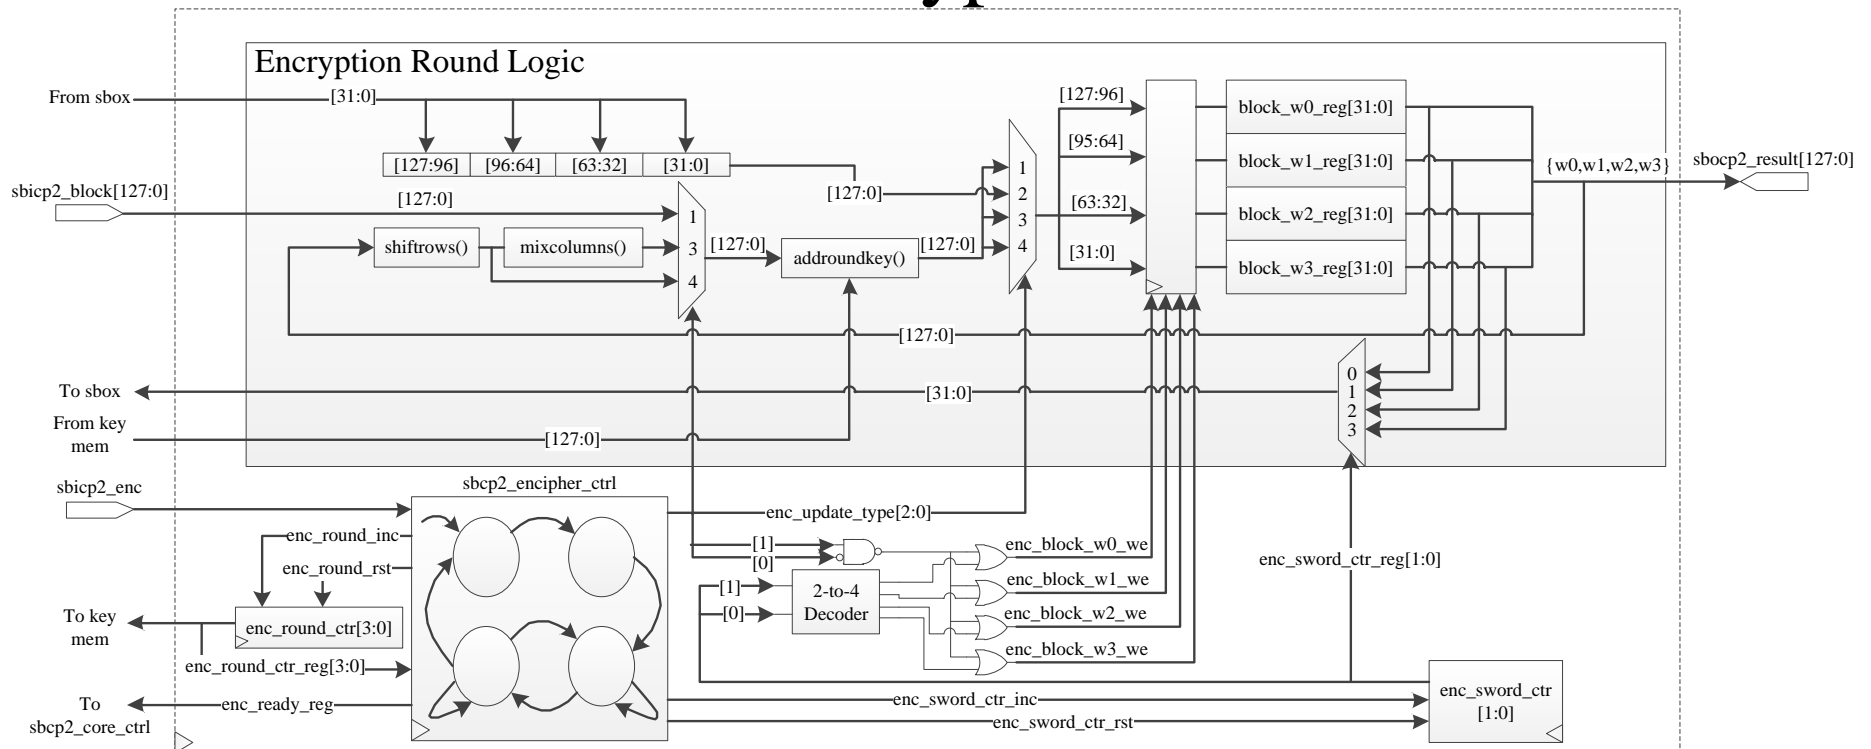 Encryption Round Logic
From sbox
[31:0]
[127:96]
[96:64]
[63:32]
[31:0]
sbicp2_block[127:0]
[127:0]
[127:0]
shiftrows()
mixcolumns()
1
3
4
[127:0]
addroundkey()
[127:0]
1
2
3
4
[127:96]
[95:64]
[63:32]
[31:0]
block_w0_reg[31:0]
block_w1_reg[31:0]
block_w2_reg[31:0]
block_w3_reg[31:0]
{w0,w1,w2,w3}
sbocp2_result[127:0]
[127:0]
To sbox
[31:0]
0
1
2
3
From key
mem
[127:0]
sbicp2_enc
sbcp2_encipher_ctrl
enc_update_type[2:0]
enc_round_inc
enc_round_rst
[1]
[0]
enc_block_w0_we
enc_block_w1_we
enc_block_w2_we
enc_block_w3_we
enc_sword_ctr_reg[1:0]
[1]
[0]
2-to-4
Decoder
To key
mem
enc_round_ctr[3:0]
enc_round_ctr_reg[3:0]
To
sbcp2_core_ctrl
enc_ready_reg
enc_sword_ctr_inc
enc_sword_ctr_rst
enc_sword_ctr
[1:0]